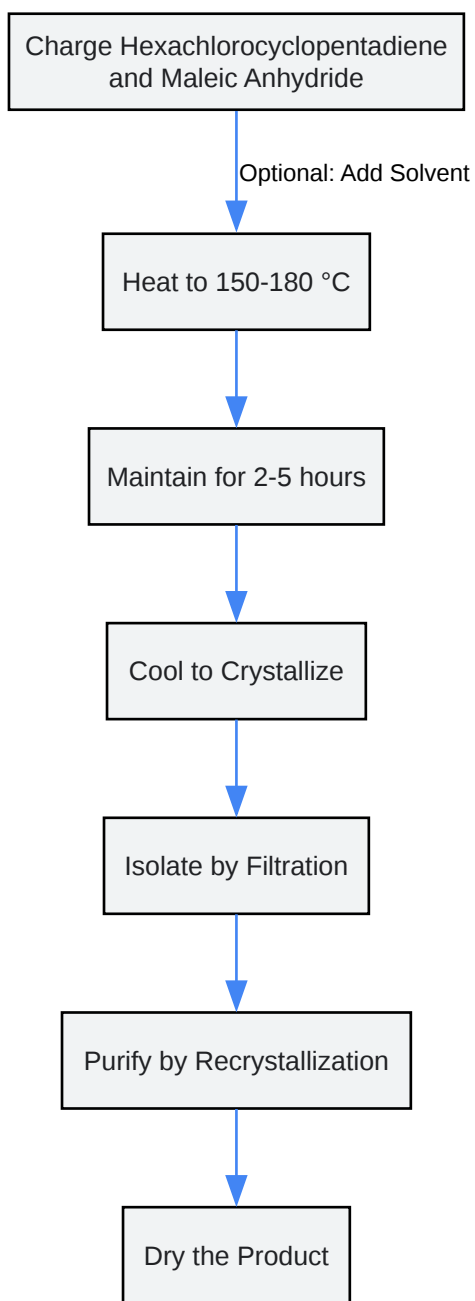 Charge Hexachlorocyclopentadiene
and Maleic Anhydride
Optional: Add Solvent
Heat to 150-180 °C
Maintain for 2-5 hours
Cool to Crystallize
Isolate by Filtration
Purify by Recrystallization
Dry the Product